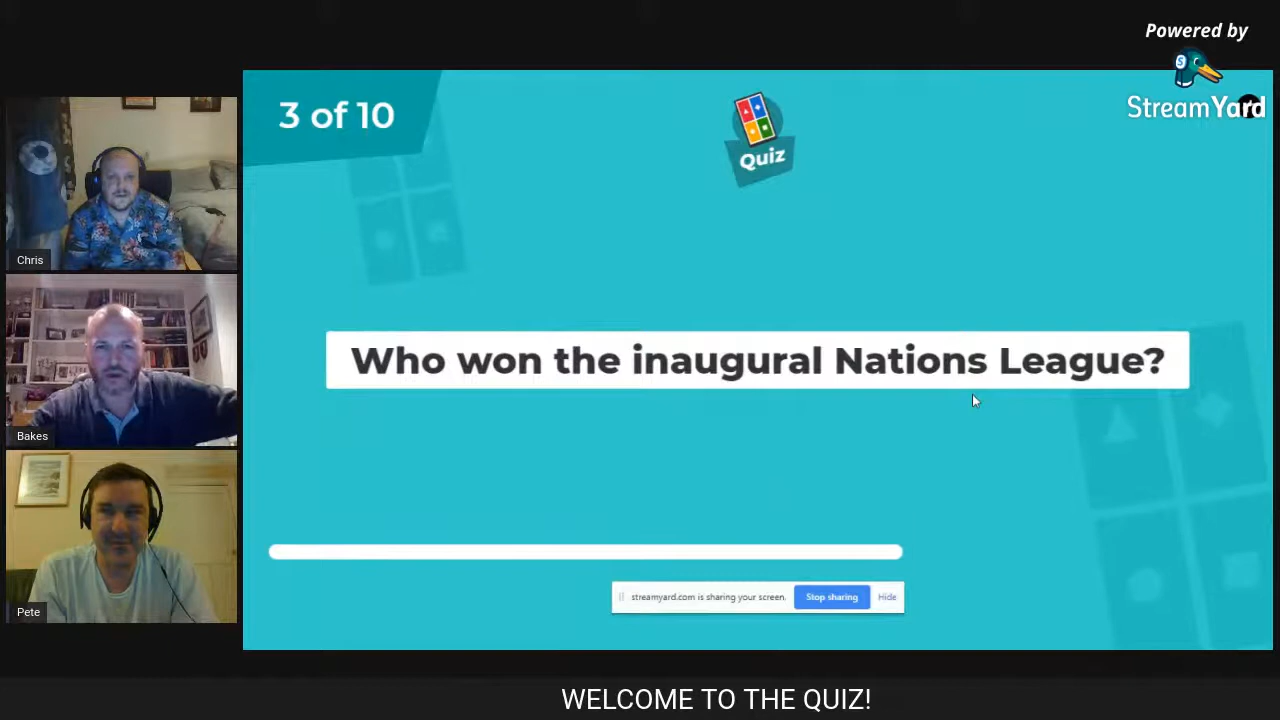 Powered by
StreamYard
3 of 10
Quiz
Chris
Who won the inaugural Nations League?
Bakes
streamyard.com is sharing your screen.
Stop sharing
Hide
Pete
WELCOME TO THE QUIZ!